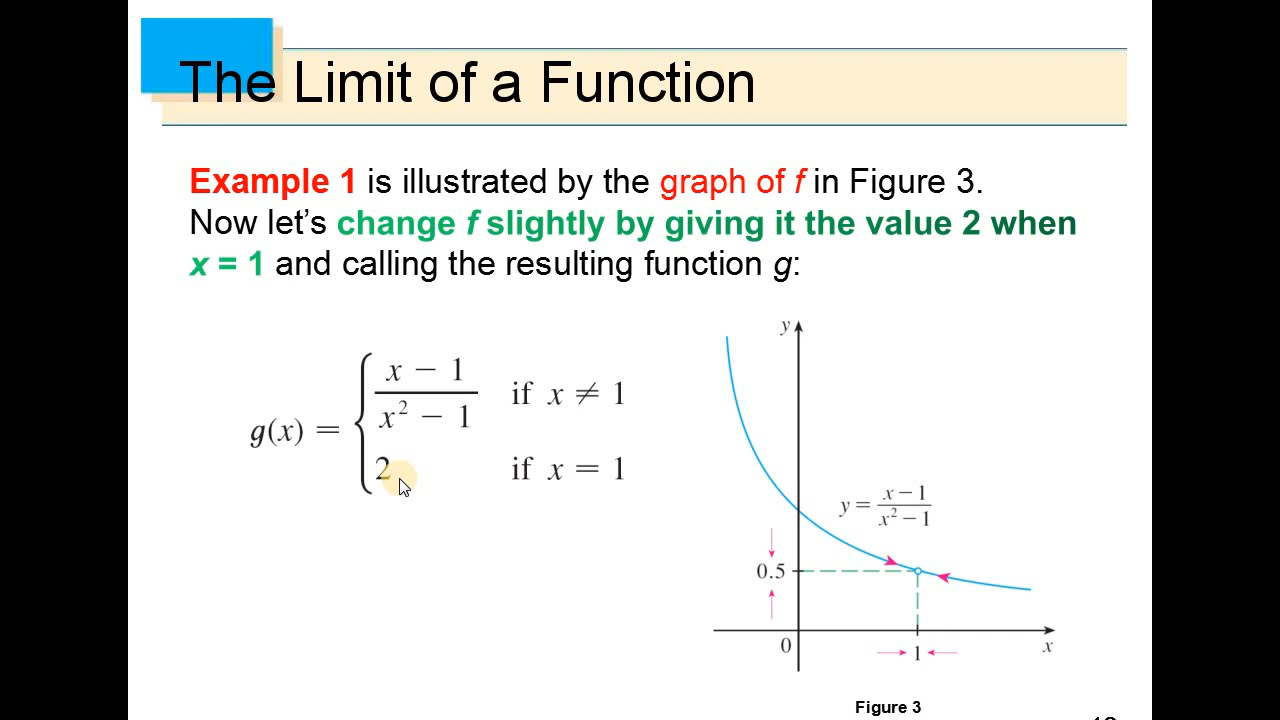 The Limit of a Function
Example 1 is illustrated by the graph of f in Figure 3.
Now let's change f slightly by giving it the value 2 when
x = 1 and calling the resulting function g:
g(x) = { x − 1 / x² − 1 if x ≠ 1
2 if x = 1
y
y = x − 1 / x² − 1
0.5
0
1
x
Figure 3